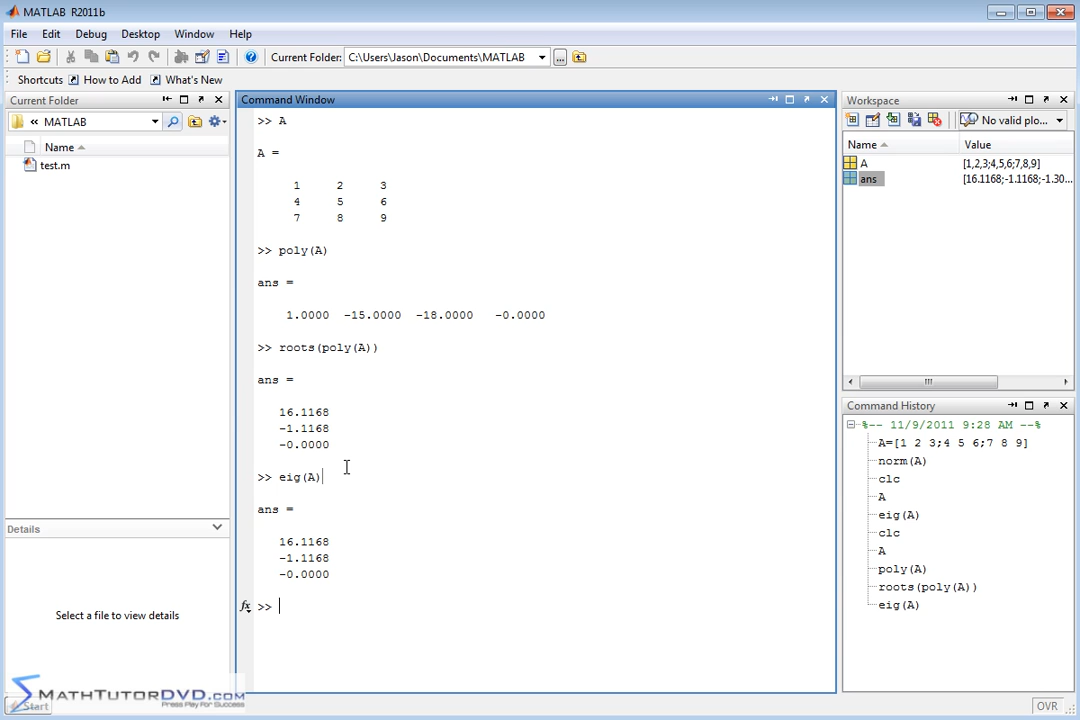 MATLAB R2011b
File Edit Debug Desktop Window Help
Current Folder: C:\Users\Jason\Documents\MATLAB
Shortcuts How to Add What's New
Current Folder
« MATLAB
Name
test.m
Details
Select a file to view details
Start
MATHTUTORDVD.COM
Press Play For Success
Command Window
>> A
A =
1 2 3
4 5 6
7 8 9
>> poly(A)
ans =
1.0000 -15.0000 -18.0000 -0.0000
>> roots(poly(A))
ans =
16.1168
-1.1168
-0.0000
>> eig(A)
ans =
16.1168
-1.1168
-0.0000
fx >>
Workspace
No valid plo...
Name Value
A [1,2,3;4,5,6;7,8,9]
ans [16.1168;-1.1168;-1.30...
Command History
%-- 11/9/2011 9:28 AM --%
A=[1 2 3;4 5 6;7 8 9]
norm(A)
clc
A
eig(A)
clc
A
poly(A)
roots(poly(A))
eig(A)
OVR